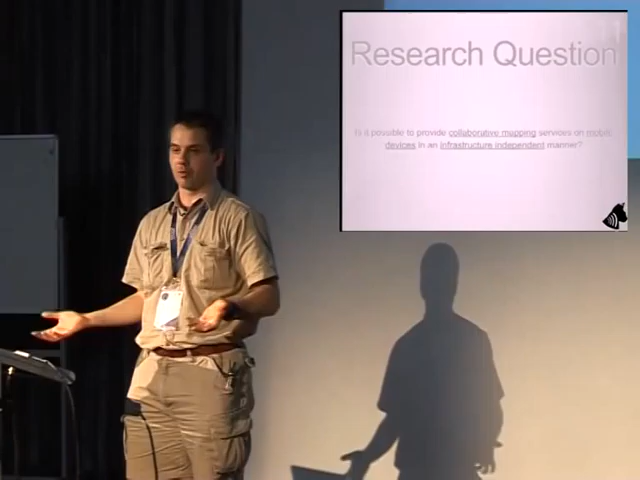 Research Question
Is it possible to provide collaborative mapping services on mobile
devices in an infrastructure independent manner?